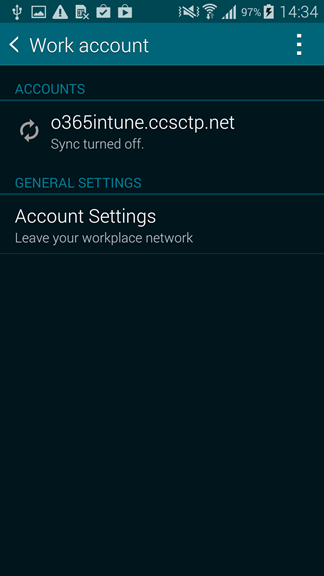 97% 14:34
Work account
ACCOUNTS
o365intune.ccsctp.net
Sync turned off.
GENERAL SETTINGS
Account Settings
Leave your workplace network